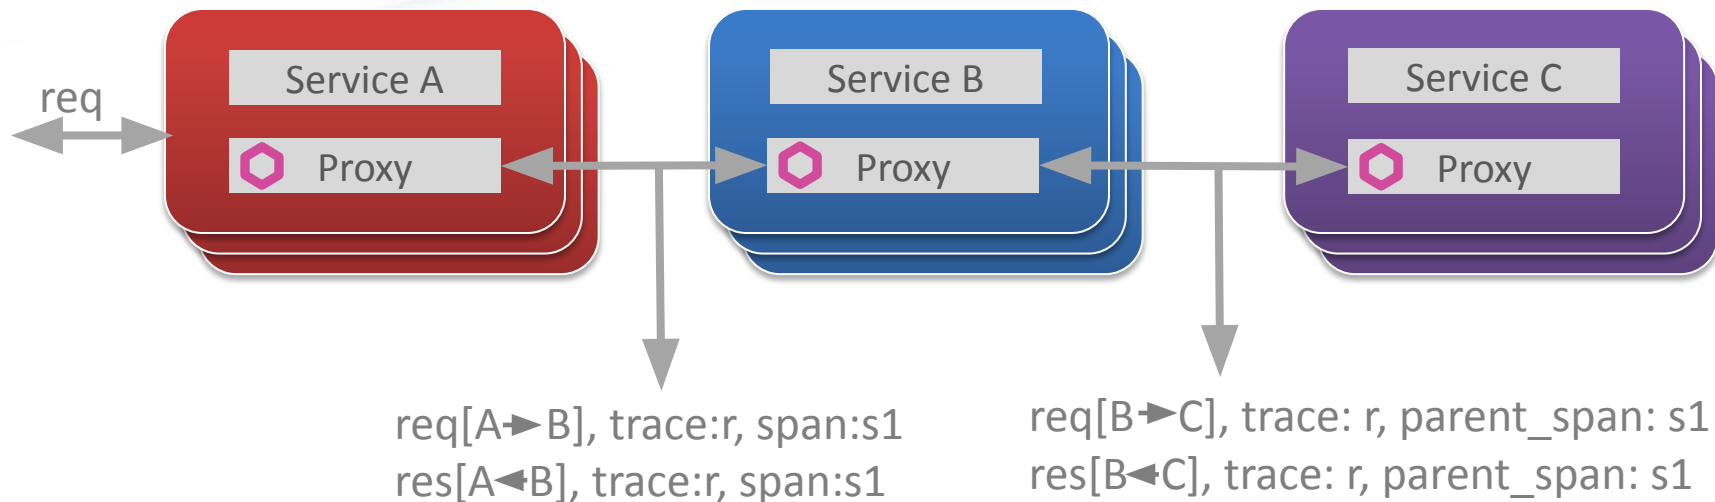 req
Service A
Proxy
Service B
Proxy
Service C
Proxy
req[A➤B], trace:r, span:s1
res[A◄B], trace:r, span:s1
req[B➤C], trace: r, parent_span: s1
res[B◄C], trace: r, parent_span: s1